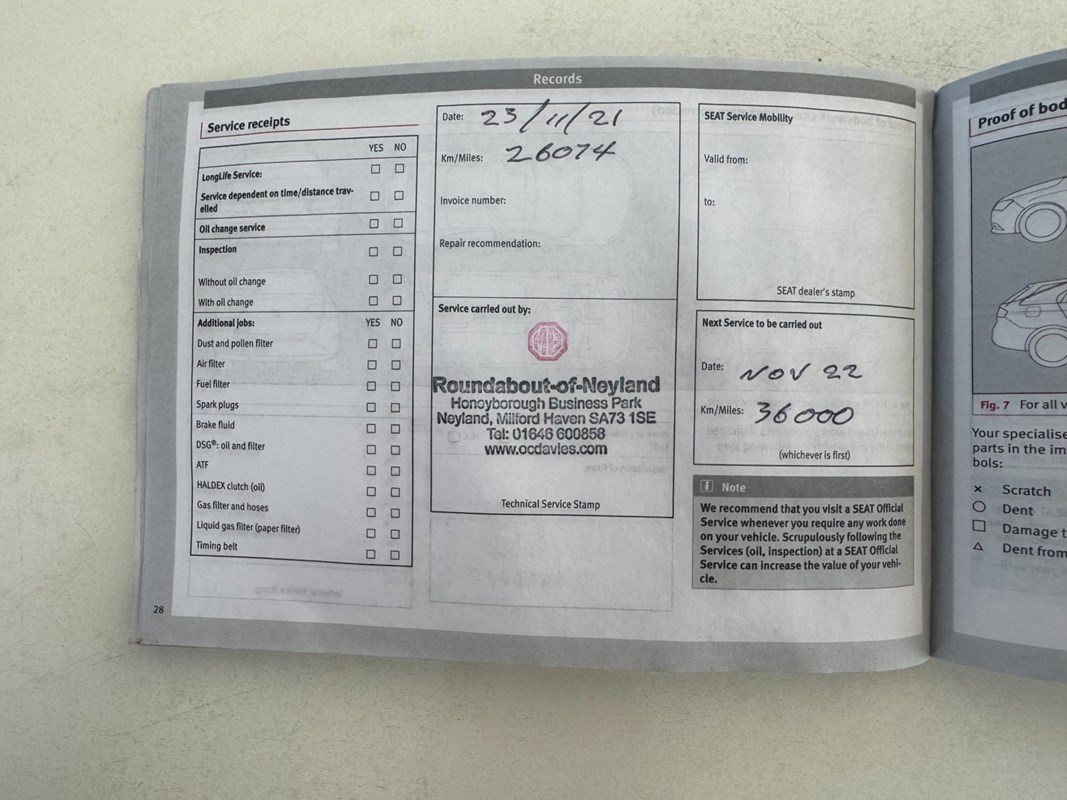 Records
Service receipts
YES NO
LongLife Service:
Service dependent on time/distance trav-
elled
Oil change service
Inspection
Without oil change
With oil change
Additional jobs: YES NO
Dust and pollen filter
Air filter
Fuel filter
Spark plugs
Brake fluid
DSG®: oil and filter
ATF
HALDEX clutch (oil)
Gas filter and hoses
Liquid gas filter (paper filter)
Timing belt
28
Date: 23/11/21
Km/Miles: 26074
Invoice number:
Repair recommendation:
Service carried out by:
MG
Roundabout-of-Neyland
Honeyborough Business Park
Neyland, Milford Haven SA73 1SE
Tel: 01646 600858
www.ocdavies.com
Technical Service Stamp
SEAT Service Mobility
Valid from:
to:
SEAT dealer's stamp
Next Service to be carried out
Date: NOV 22
Km/Miles: 36000
(whichever is first)
Note
We recommend that you visit a SEAT Official
Service whenever you require any work done
on your vehicle. Scrupulously following the
Services (oil, inspection) at a SEAT Official
Service can increase the value of your vehi-
cle.
Proof of bod
Fig. 7 For all v
Your specialise
parts in the im
bols:
× Scratch
○ Dent
□ Damage t
△ Dent from